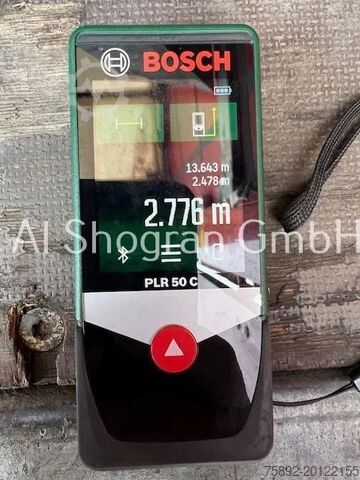 BOSCH
13.643 m
2.478 m
2.776 m
Al Shogran GmbH
PLR 50 C
75892-20122155